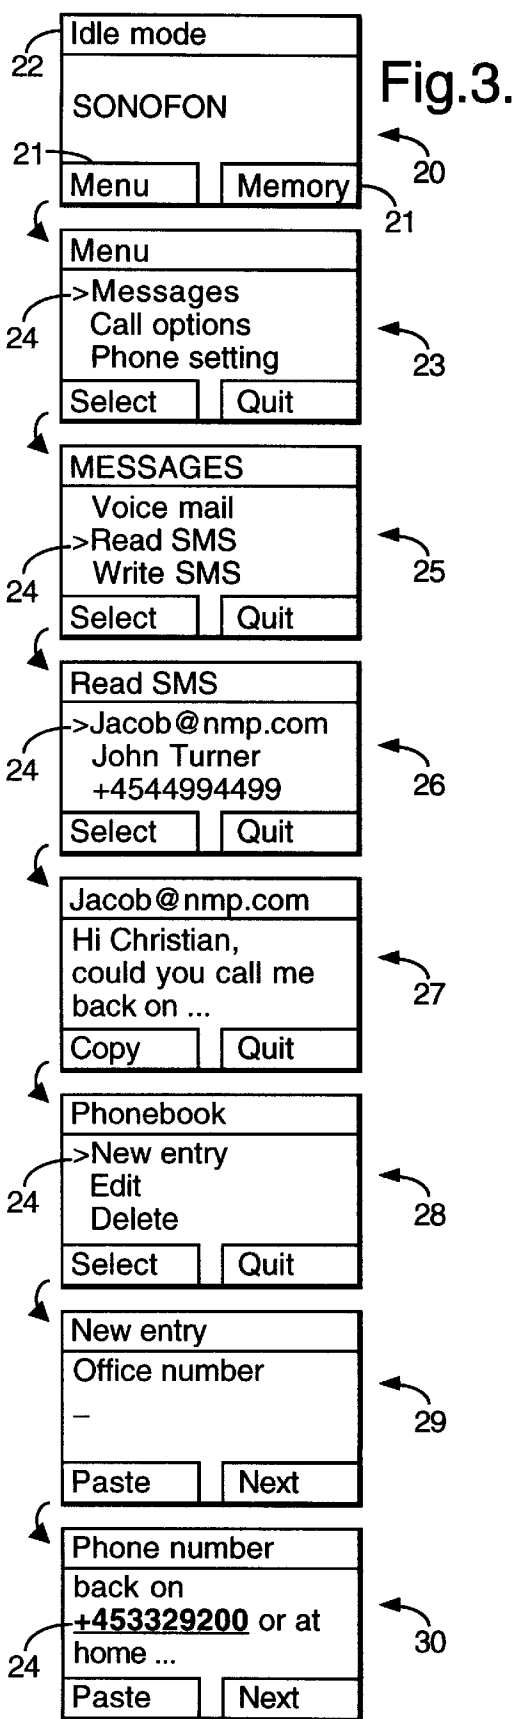 Idle mode
22
Fig.3.
SONOFON
21
20
Menu Memory
21
Menu
>Messages
24
Call options
23
Phone setting
Select Quit
MESSAGES
Voice mail
>Read SMS
25
24
Write SMS
Select Quit
Read SMS
>Jacob@nmp.com
24
John Turner
26
+4544994499
Select Quit
Jacob@nmp.com
Hi Christian,
could you call me
27
back on ...
Copy Quit
Phonebook
>New entry
24
Edit
28
Delete
Select Quit
New entry
Office number
29
_
Paste Next
Phone number
back on
+453329200 or at
30
24
home ...
Paste Next